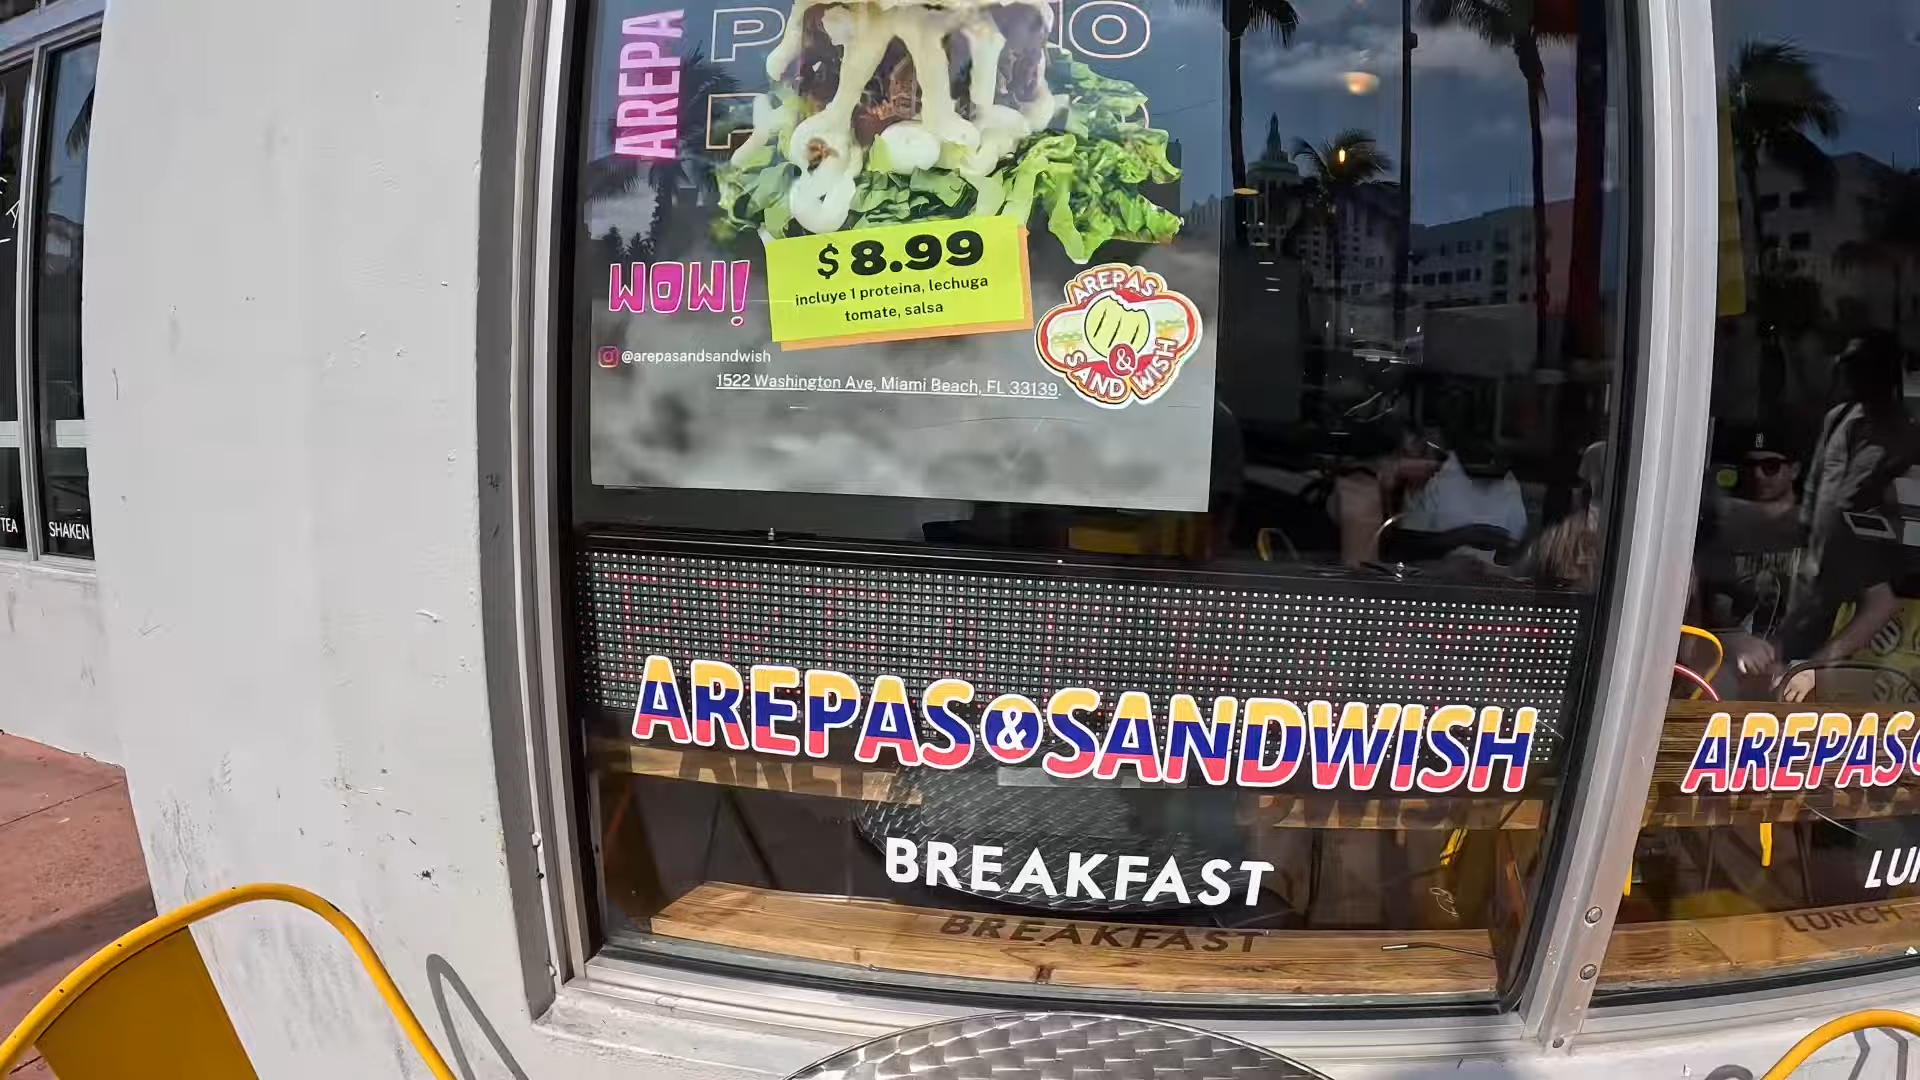 AREPA
$8.99
incluye 1 proteina, lechuga
tomate, salsa
WOW!
@arepasandsandwish
1522 Washington Ave, Miami Beach, FL 33139.
AREPAS
&
SANDWISH
TEA
SHAKEN
AREPAS&SANDWISH
AREPAS
BREAKFAST
BREAKFAST
LUNCH